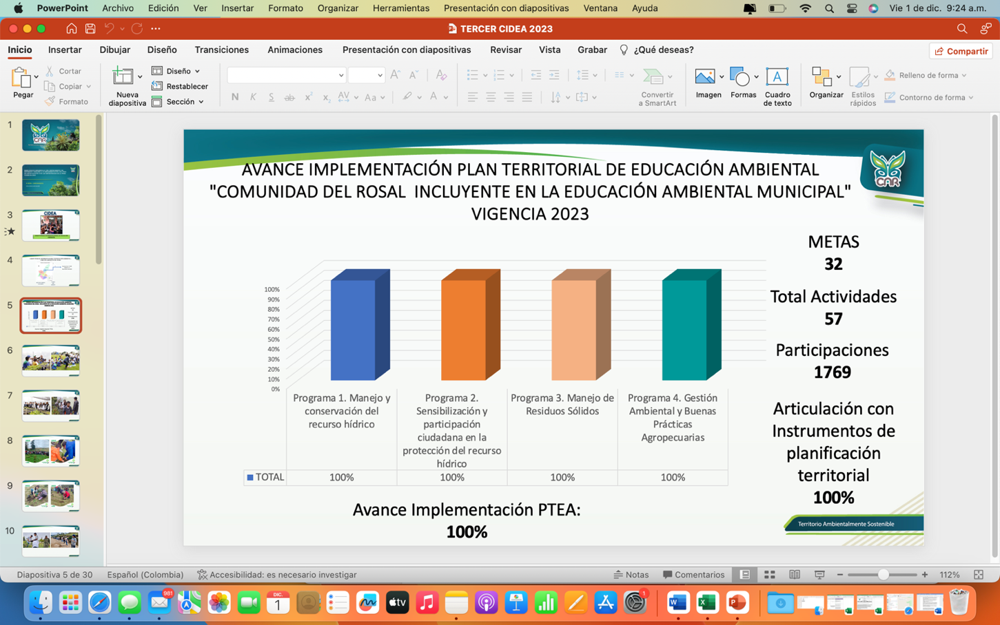 PowerPoint Archivo Edición Ver Insertar Formato Organizar Herramientas Presentación con diapositivas Ventana Ayuda Vie 1 de dic. 9:24 a.m.
TERCER CIDEA 2023
Inicio Insertar Dibujar Diseño Transiciones Animaciones Presentación con diapositivas Revisar Vista Grabar ¿Qué deseas? Compartir
Pegar
Cortar
Copiar
Formato
Nueva
diapositiva
Diseño
Restablecer
Sección
Convertir
a SmartArt
Imagen
Formas
Cuadro
de texto
Organizar
Estilos
rápidos
Relleno de forma
Contorno de forma
1
2
3
CIDEA
4
5
6
7
8
9
10
AVANCE IMPLEMENTACIÓN PLAN TERRITORIAL DE EDUCACIÓN AMBIENTAL
"COMUNIDAD DEL ROSAL INCLUYENTE EN LA EDUCACIÓN AMBIENTAL MUNICIPAL"
VIGENCIA 2023
CAR
100%
90%
80%
70%
60%
50%
40%
30%
20%
10%
0%
Programa 1. Manejo y
conservación del
recurso hídrico
Programa 2.
Sensibilización y
participación
ciudadana en la
protección del recurso
hídrico
Programa 3. Manejo de
Residuos Sólidos
Programa 4. Gestión
Ambiental y Buenas
Prácticas
Agropecuarias
TOTAL 100% 100% 100% 100%
Avance Implementación PTEA:
100%
METAS
32
Total Actividades
57
Participaciones
1769
Articulación con
Instrumentos de
planificación
territorial
100%
Territorio Ambientalmente Sostenible
Diapositiva 5 de 30 Español (Colombia) Accesibilidad: es necesario investigar Notas Comentarios 112%
981
DIC.
1
tv
1